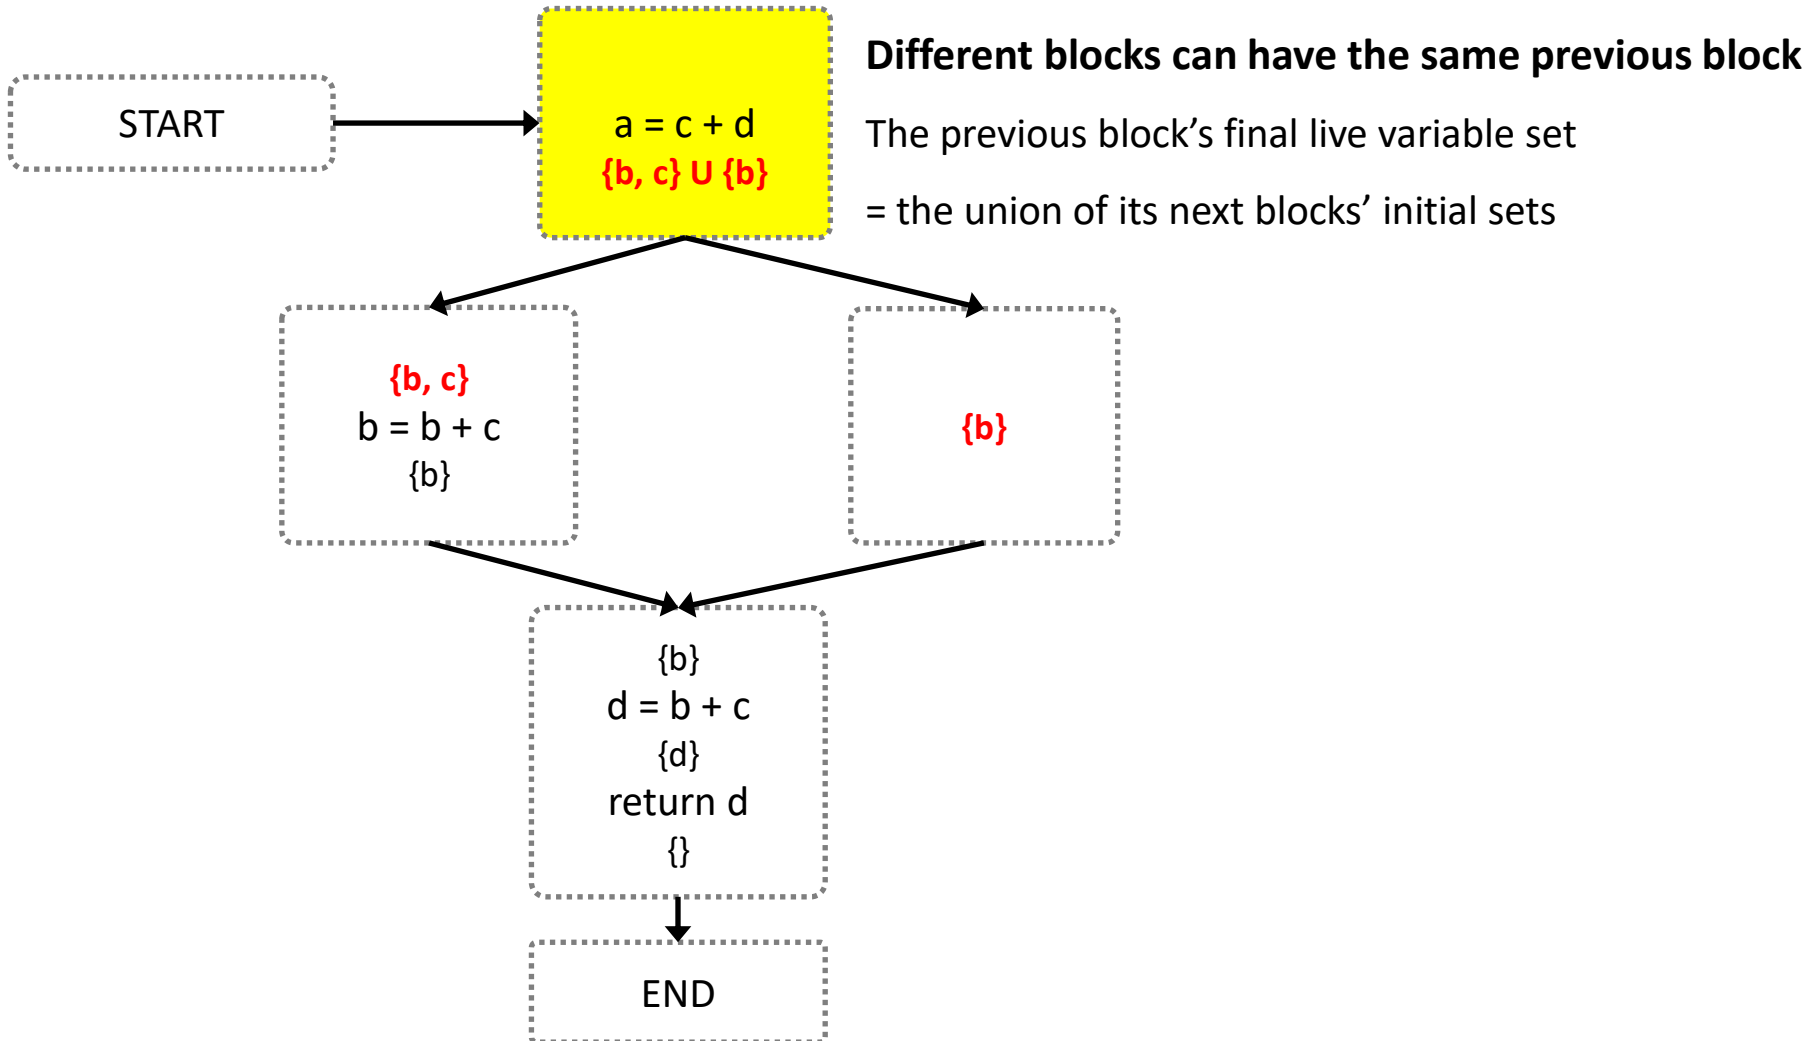 START
a = c + d
{b, c} U {b}
Different blocks can have the same previous block
The previous block’s final live variable set
= the union of its next blocks’ initial sets
{b, c}
b = b + c
{b}
{b}
{b}
d = b + c
{d}
return d
{}
END